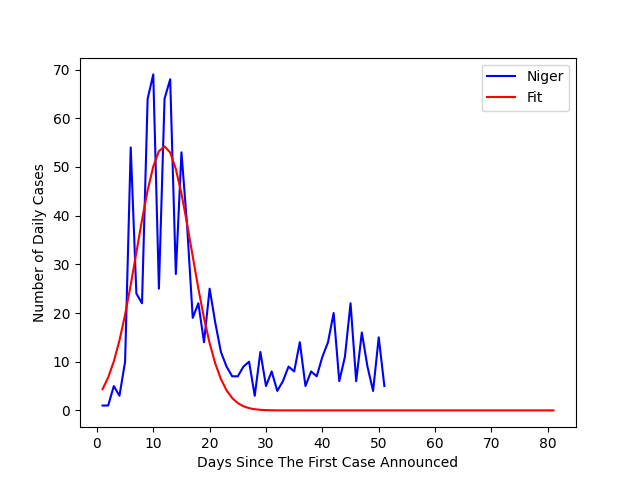 Niger
Fit
Number of Daily Cases
70
60
50
40
30
20
10
0
0 10 20 30 40 50 60 70 80
Days Since The First Case Announced